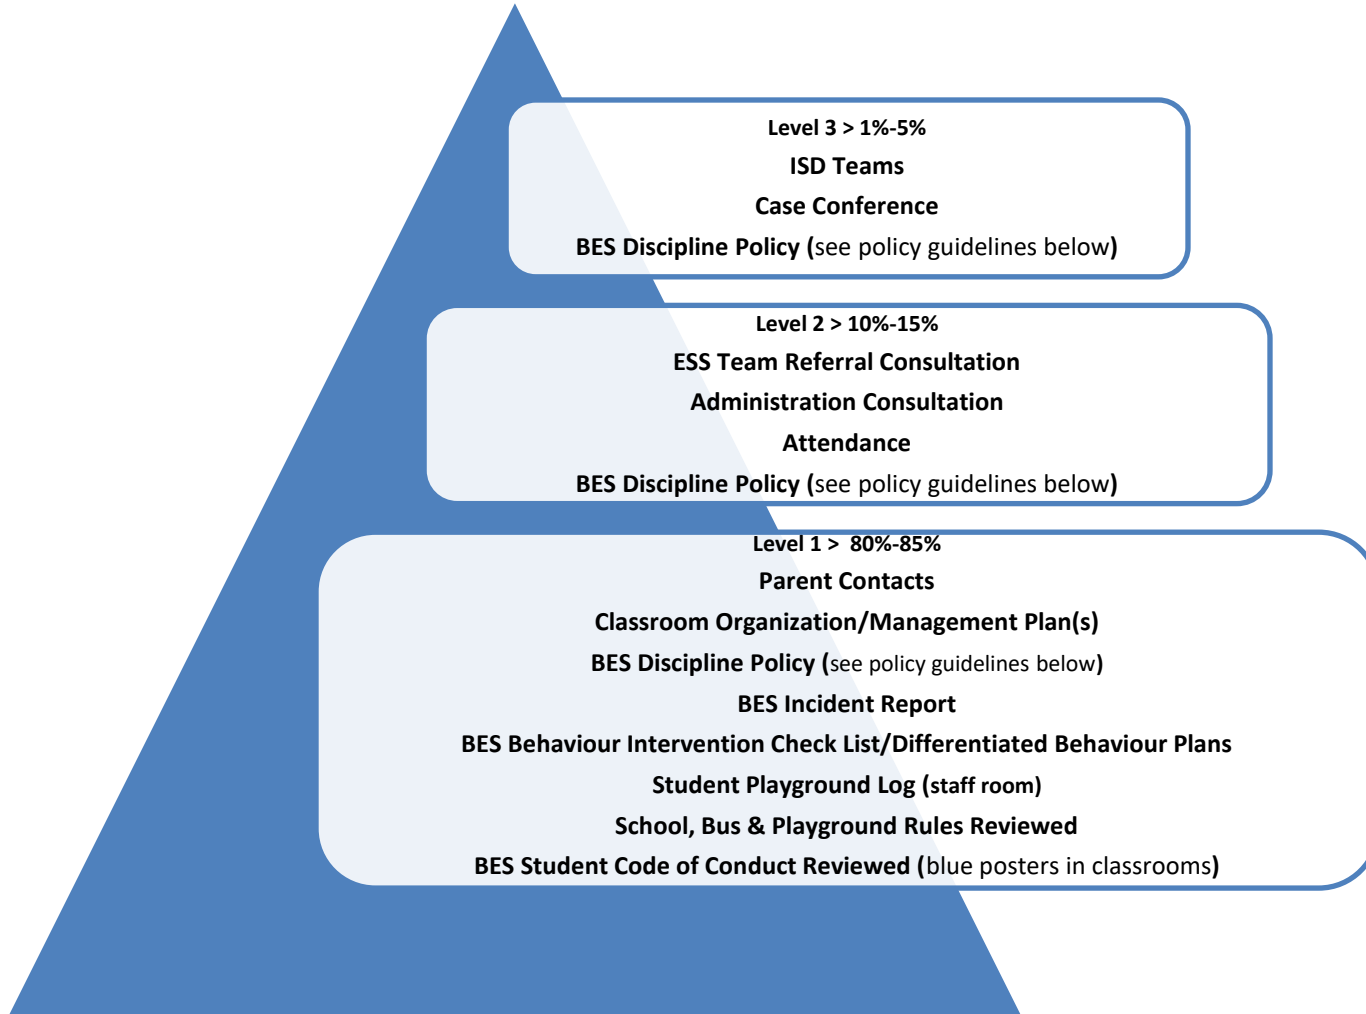 Level 3 > 1%-5%
ISD Teams
Case Conference
BES Discipline Policy (see policy guidelines below)
Level 2 > 10%-15%
ESS Team Referral Consultation
Administration Consultation
Attendance
BES Discipline Policy (see policy guidelines below)
Level 1 >  80%-85%
Parent Contacts
Classroom Organization/Management Plan(s)
BES Discipline Policy (see policy guidelines below)
BES Incident Report
BES Behaviour Intervention Check List/Differentiated Behaviour Plans
Student Playground Log (staff room)
School, Bus & Playground Rules Reviewed
BES Student Code of Conduct Reviewed (blue posters in classrooms)